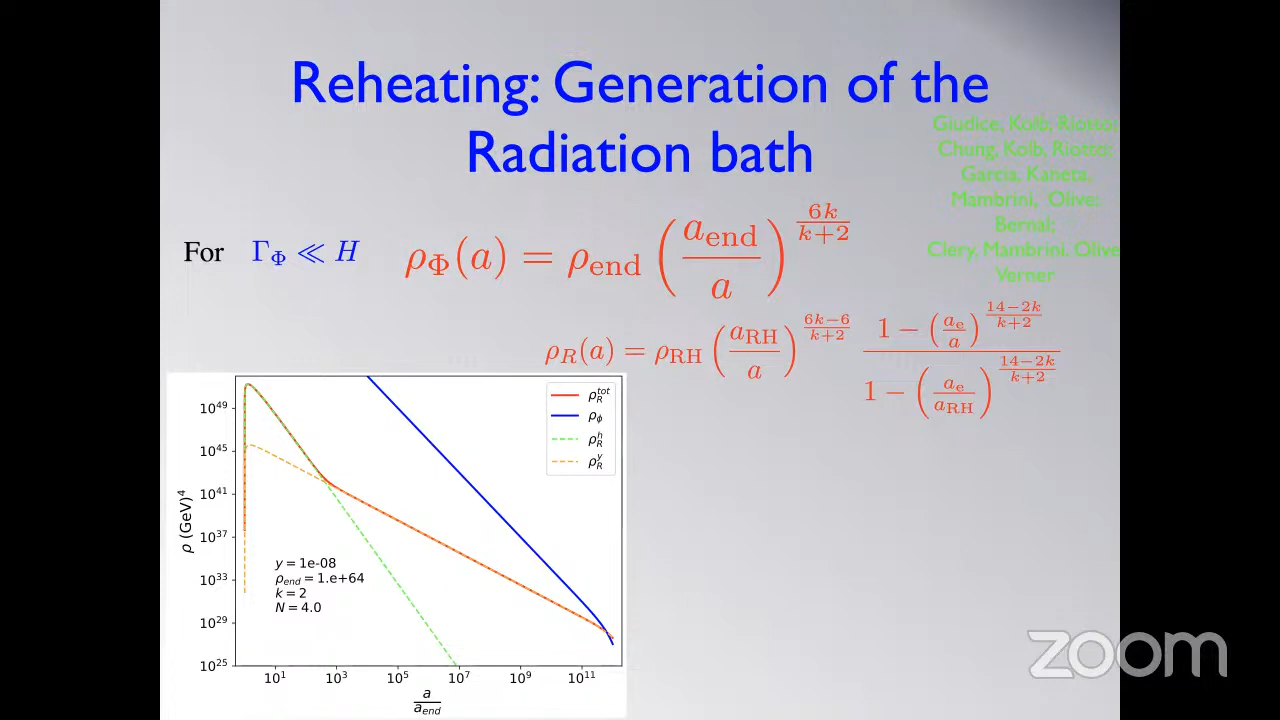 Reheating: Generation of the
Radiation bath
Giudice, Kolb; Riotto;
Chung, Kolb, Riotto;
Garcia, Kaneta,
Mambrini, Olive;
Bernal;
Clery, Mambrini, Olive
Verner
For Γ_Φ ≪ H ρ_Φ(a) = ρ_end (a_end / a)^{6k/(k+2)}
ρ_R(a) = ρ_RH (a_RH / a)^{(6k−6)/(k+2)} (1 − (a_e / a)^{(14−2k)/(k+2)}) / (1 − (a_e / a_RH)^{(14−2k)/(k+2)})
ρ_R^{tot}
ρ_ϕ
ρ_R^h
ρ_R^y
10^49
10^45
10^41
10^37
10^33
10^29
10^25
ρ (GeV)^4
y = 1e-08
ρ_end = 1.e+64
k = 2
N = 4.0
10^1 10^3 10^5 10^7 10^9 10^11
a / a_end
zoom